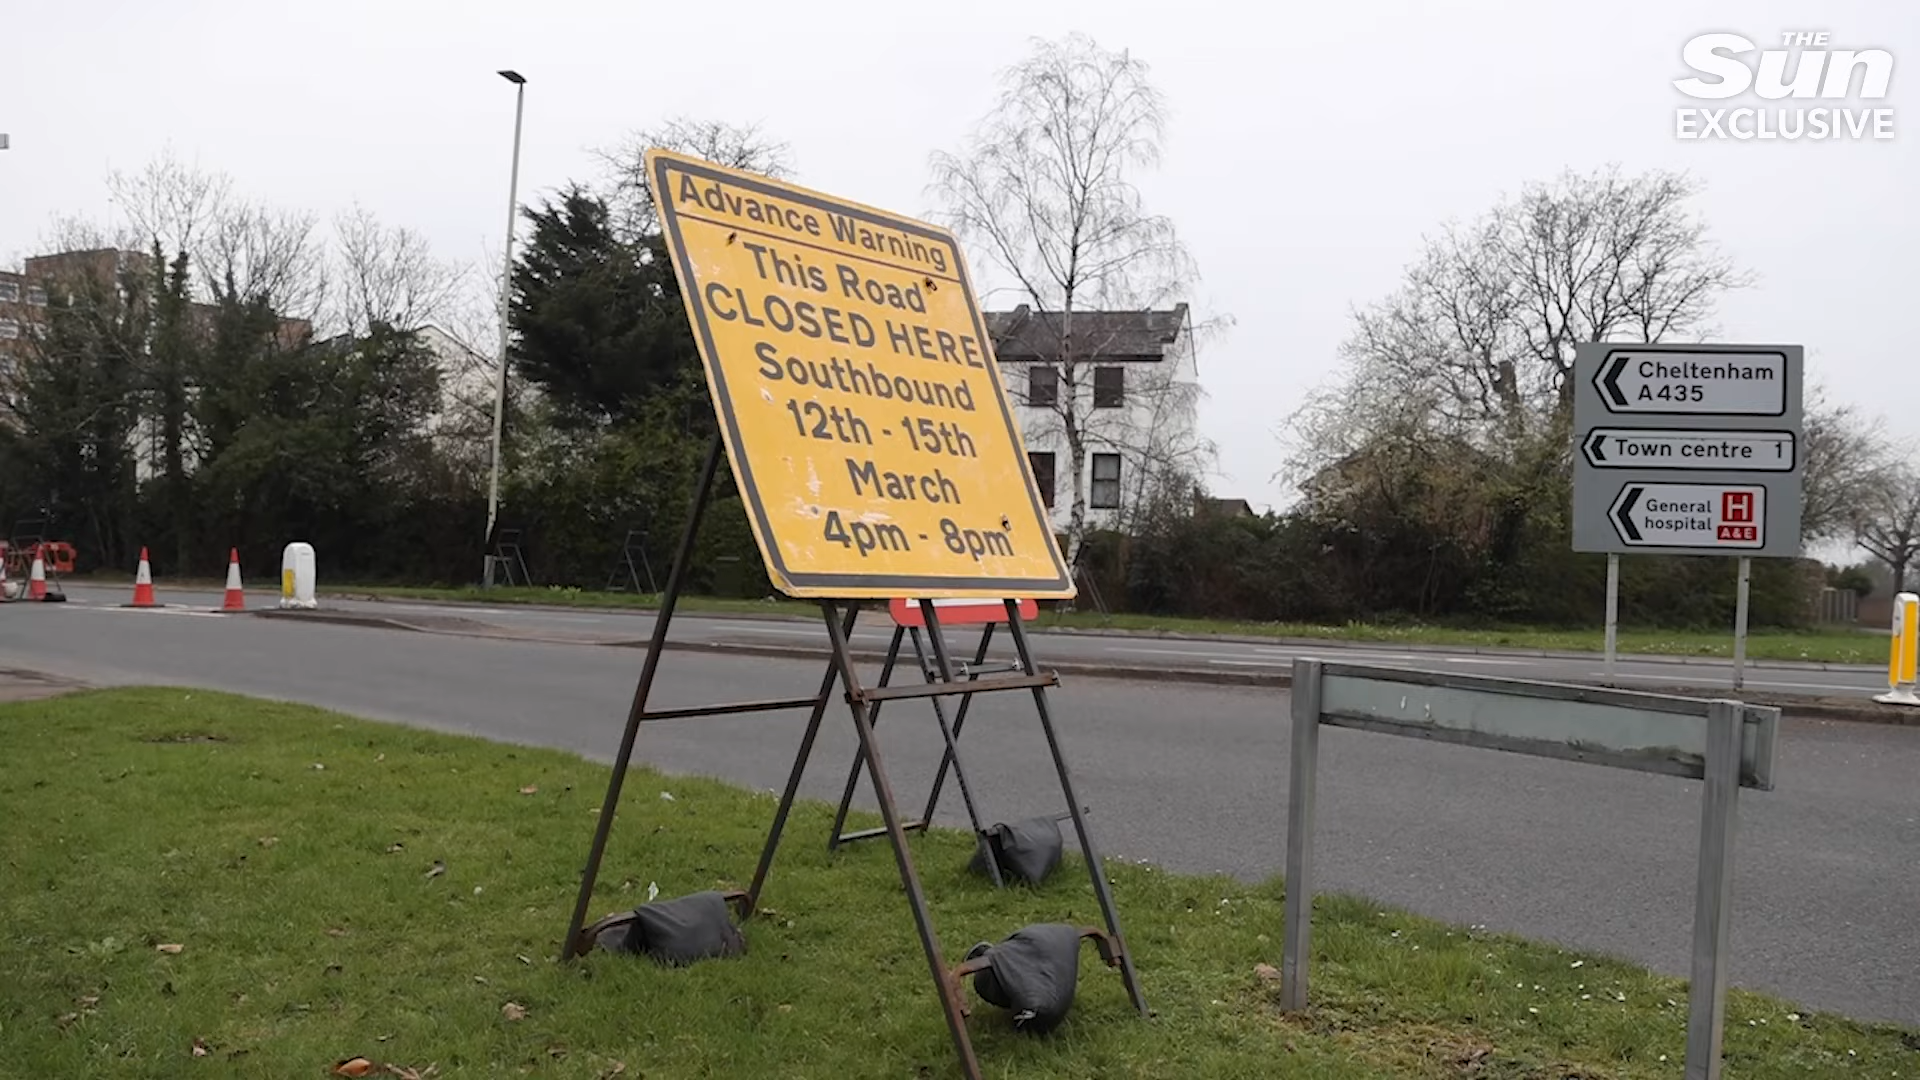 THE
Sun
EXCLUSIVE
Advance Warning
This Road
CLOSED HERE
Southbound
12th - 15th
March
4pm - 8pm
Cheltenham
A435
Town centre 1
General
hospital
H
A&E